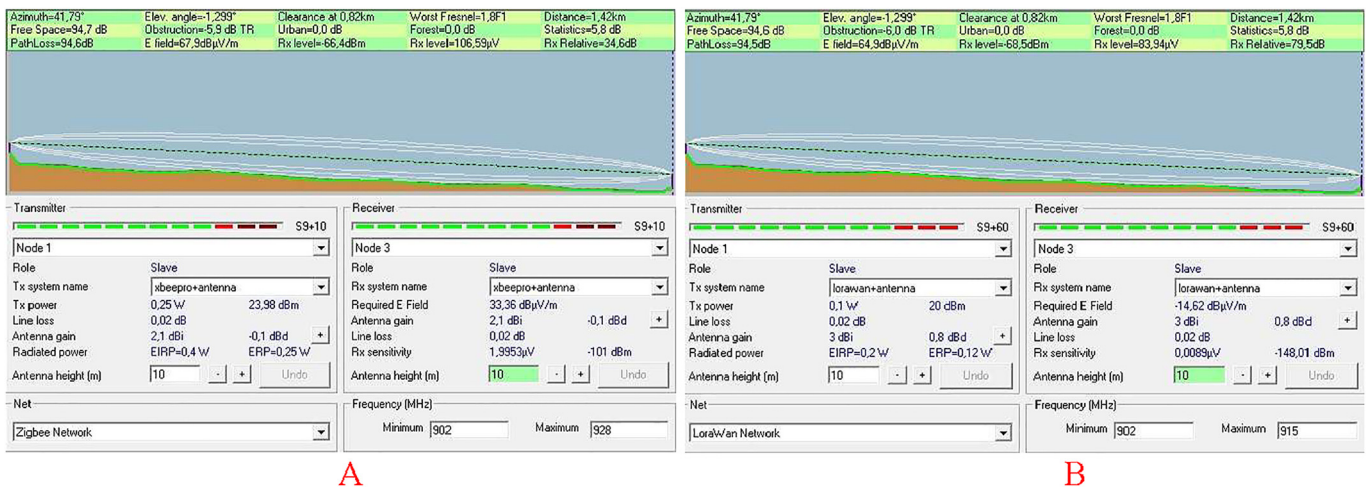 Azimuth=41,79° Elev. angle=-1,299° Clearance at 0,82km Worst Fresnel=1,8F1 Distance=1,42km
Free Space=94,7 dB Obstruction=-5,9 dB TR Urban=0,0 dB Forest=0,0 dB Statistics=5,8 dB
PathLoss=94,6dB E field=67,9dBµV/m Rx level=-66,4dBm Rx level=106,59µV Rx Relative=34,6dB
Transmitter
S9+10
Node 1
Role Slave
Tx system name xbeepro+antenna
Tx power 0,25 W 23,98 dBm
Line loss 0,02 dB
Antenna gain 2,1 dBi -0,1 dBd +
Radiated power EIRP=0,4 W ERP=0,25 W
Antenna height (m) 10 - + Undo
Net
Zigbee Network
Receiver
S9+10
Node 3
Role Slave
Rx system name xbeepro+antenna
Required E Field 33,36 dBµV/m
Antenna gain 2,1 dBi -0,1 dBd +
Line loss 0,02 dB
Rx sensitivity 1,9953µV -101 dBm
Antenna height (m) 10 - + Undo
Frequency (MHz)
Minimum 902 Maximum 928
A
Azimuth=41,79° Elev. angle=-1,299° Clearance at 0,82km Worst Fresnel=1,8F1 Distance=1,42km
Free Space=94,6 dB Obstruction=-6,0 dB TR Urban=0,0 dB Forest=0,0 dB Statistics=5,8 dB
PathLoss=94,5dB E field=64,9dBµV/m Rx level=-68,5dBm Rx level=83,94µV Rx Relative=79,5dB
Transmitter
S9+60
Node 1
Role Slave
Tx system name lorawan+antenna
Tx power 0,1 W 20 dBm
Line loss 0,02 dB
Antenna gain 3 dBi 0,8 dBd +
Radiated power EIRP=0,2 W ERP=0,12 W
Antenna height (m) 10 - + Undo
Net
LoraWan Network
Receiver
S9+60
Node 3
Role Slave
Rx system name lorawan+antenna
Required E Field -14,62 dBµV/m
Antenna gain 3 dBi 0,8 dBd +
Line loss 0,02 dB
Rx sensitivity 0,0089µV -148,01 dBm
Antenna height (m) 10 - + Undo
Frequency (MHz)
Minimum 902 Maximum 915
B